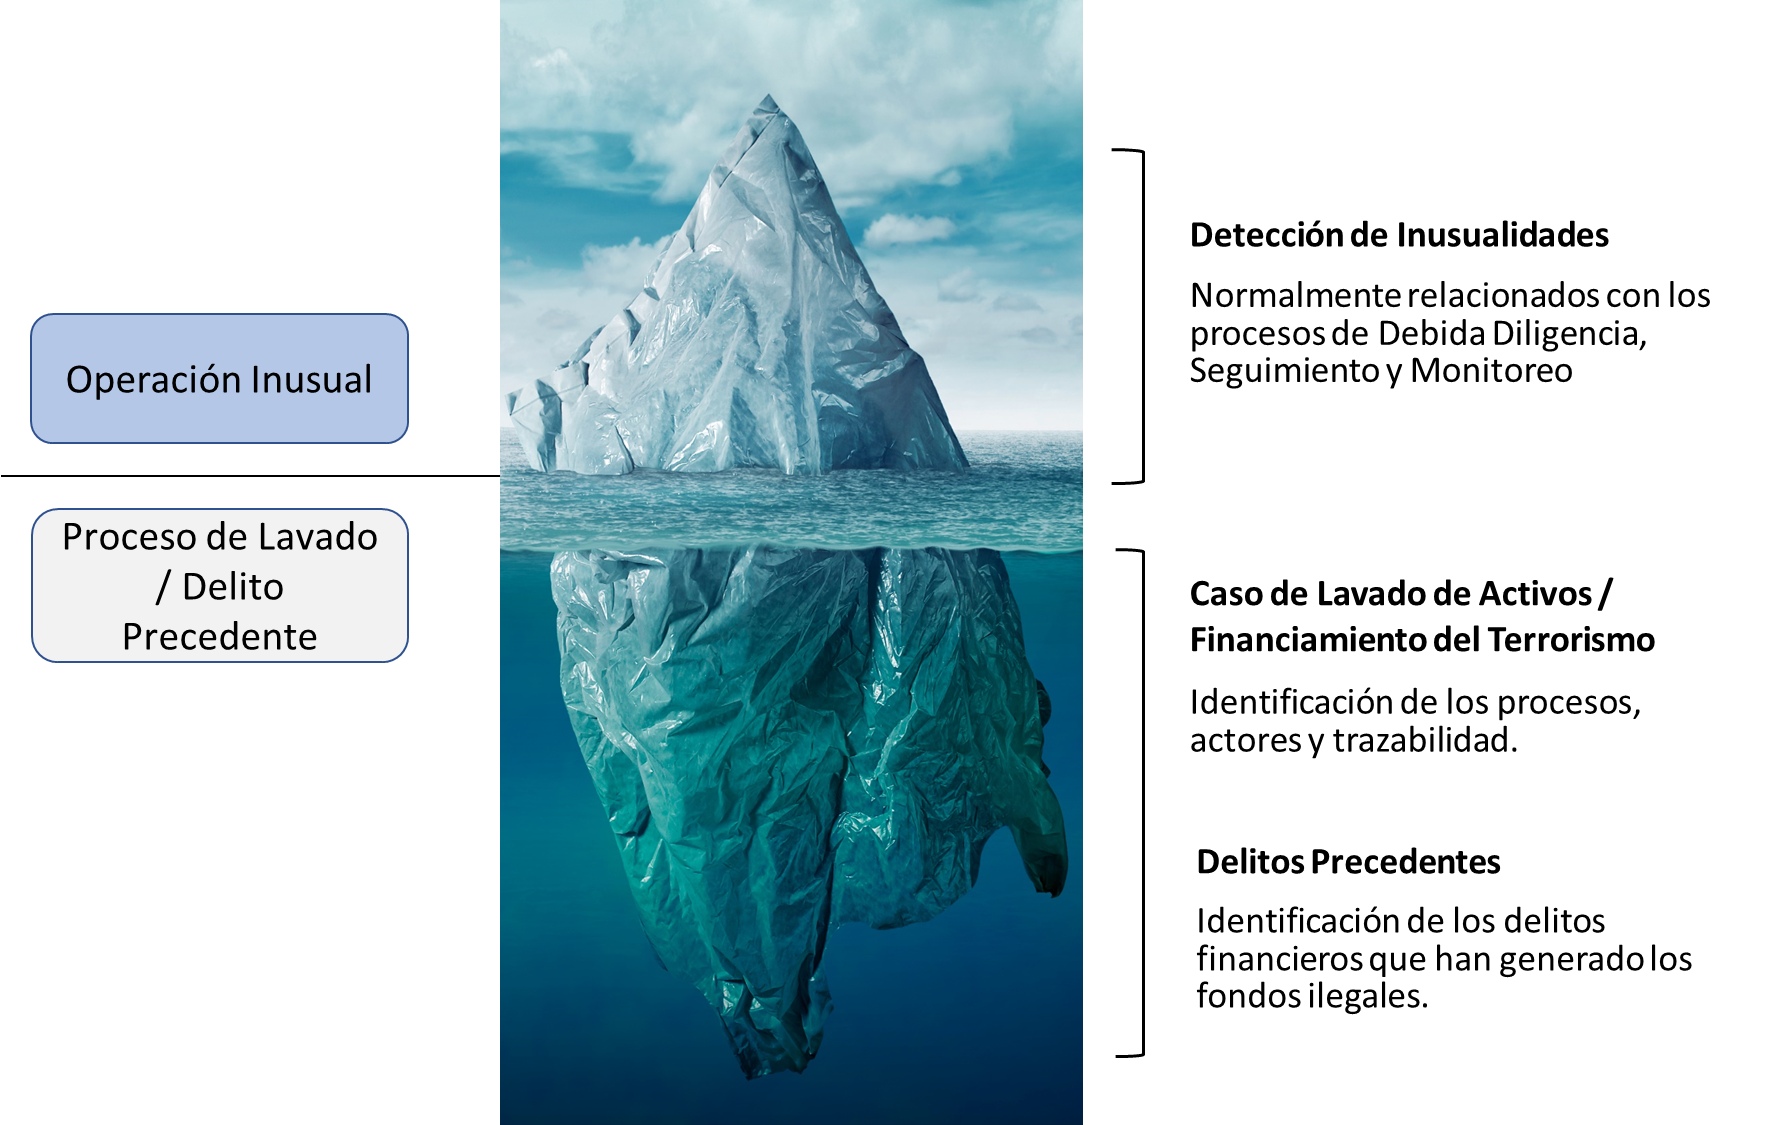 Operación Inusual
Proceso de Lavado
/ Delito
Precedente
Detección de Inusualidades
Normalmente relacionados con los
procesos de Debida Diligencia,
Seguimiento y Monitoreo
Caso de Lavado de Activos /
Financiamiento del Terrorismo
Identificación de los procesos,
actores y trazabilidad.
Delitos Precedentes
Identificación de los delitos
financieros que han generado los
fondos ilegales.